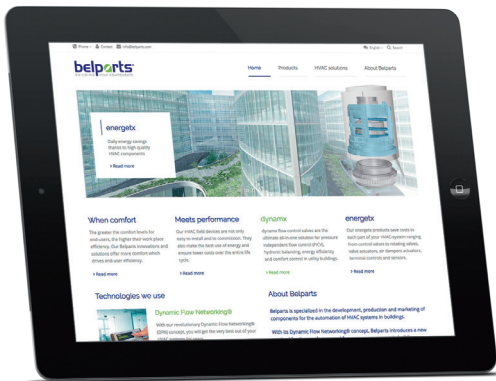 Phone
Contact
info@belparts.com
English
Search
belparts
Home
Products
HVAC solutions
About Belparts
energetx
Daily energy savings
thanks to high quality
HVAC components
› Read more
When comfort
The greater the comfort levels for
end-users, the higher their work place
efficiency. Our Belparts innovations and
solutions offer more comfort which
drives end-user efficiency.
› Read more
Meets performance
Our HVAC field devices are not only
easy to install and to commission. They
also make the best use of energy and
ensure lower costs over the entire life
cycle.
› Read more
dynamx
dynamx flow control valves are the
ultimate all-in-one solution for pressure
independent flow control (PICV),
hydronic balancing, energy efficiency
and comfort control in utility buildings.
› Read more
energetx
Our energetx products save costs in
each part of your HVAC system ranging
from control valves to rotating valves,
valve actuators, air dampers actuators,
terminal controls and sensors.
› Read more
Technologies we use
Dynamic Flow Networking®
With our revolutionary Dynamic Flow Networking®
(DFN) concept, you will get the very best out of your
About Belparts
Belparts is specialized in the development, production and marketing of
components for the automation of HVAC systems in buildings.
With its Dynamic Flow Networking® concept, Belparts introduces a new